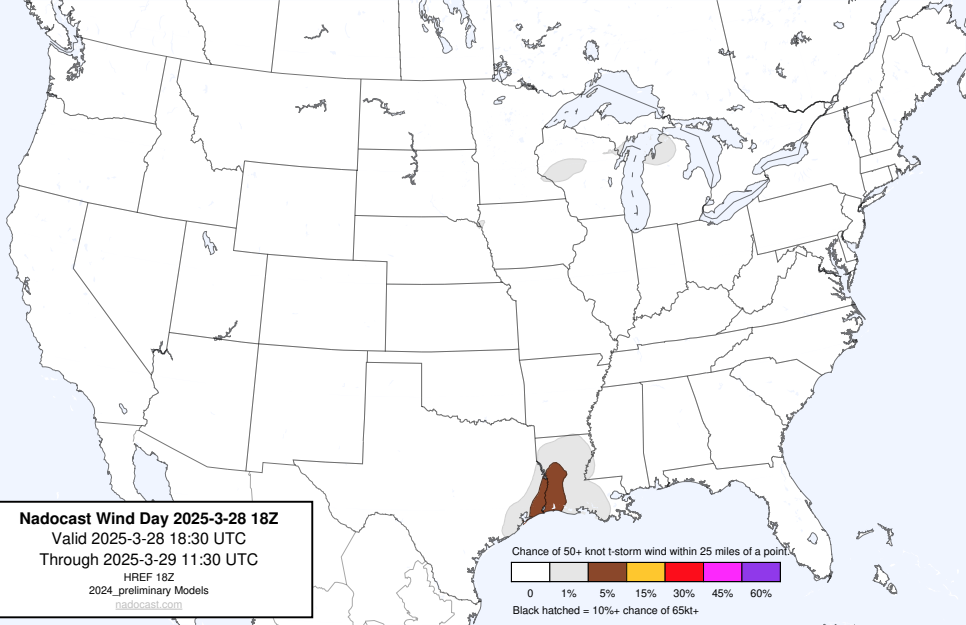 Nadocast Wind Day 2025-3-28 18Z
Valid 2025-3-28 18:30 UTC
Through 2025-3-29 11:30 UTC
HREF 18Z
2024_preliminary Models
nadocast.com
Chance of 50+ knot t-storm wind within 25 miles of a point.
0 1% 5% 15% 30% 45% 60%
Black hatched = 10%+ chance of 65kt+